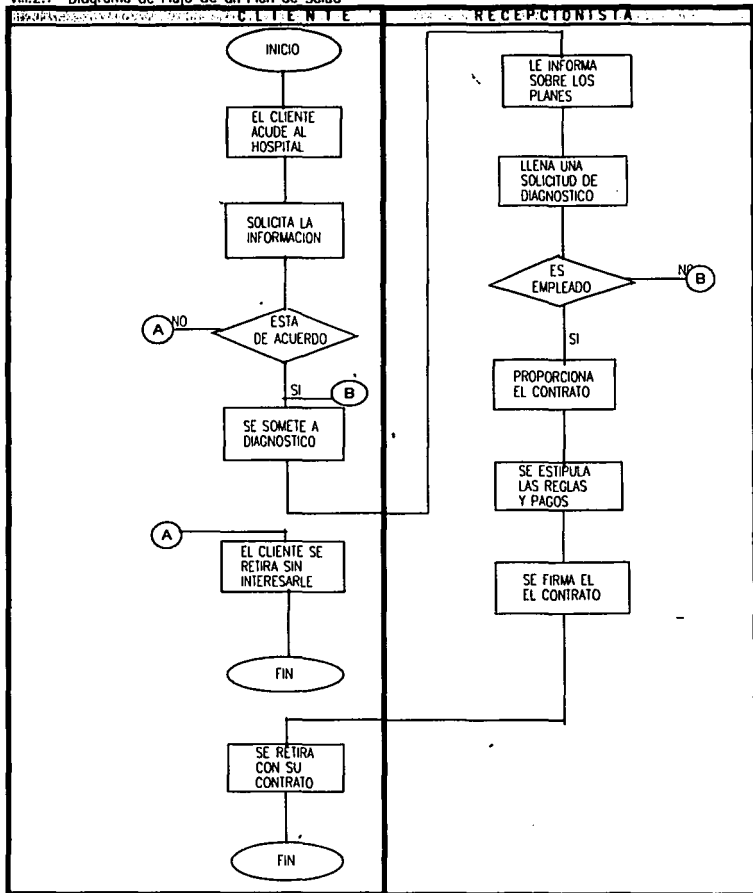 VIII.2.7 Diagrama de Flujo de un Plan de Salud
CLIENTE
RECEPCIONISTA
INICIO
EL CLIENTE
ACUDE AL
HOSPITAL
SOLICITA LA
INFORMACION
ESTA
DE ACUERDO
NO
A
SI
B
SE SOMETE A
DIAGNOSTICO
A
EL CLIENTE SE
RETIRA SIN
INTERESARLE
FIN
SE RETIRA
CON SU
CONTRATO
FIN
LE INFORMA
SOBRE LOS
PLANES
LLENA UNA
SOLICITUD DE
DIAGNOSTICO
ES
EMPLEADO
NO
B
SI
PROPORCIONA
EL CONTRATO
SE ESTIPULA
LAS REGLAS
Y PAGOS
SE FIRMA EL
EL CONTRATO